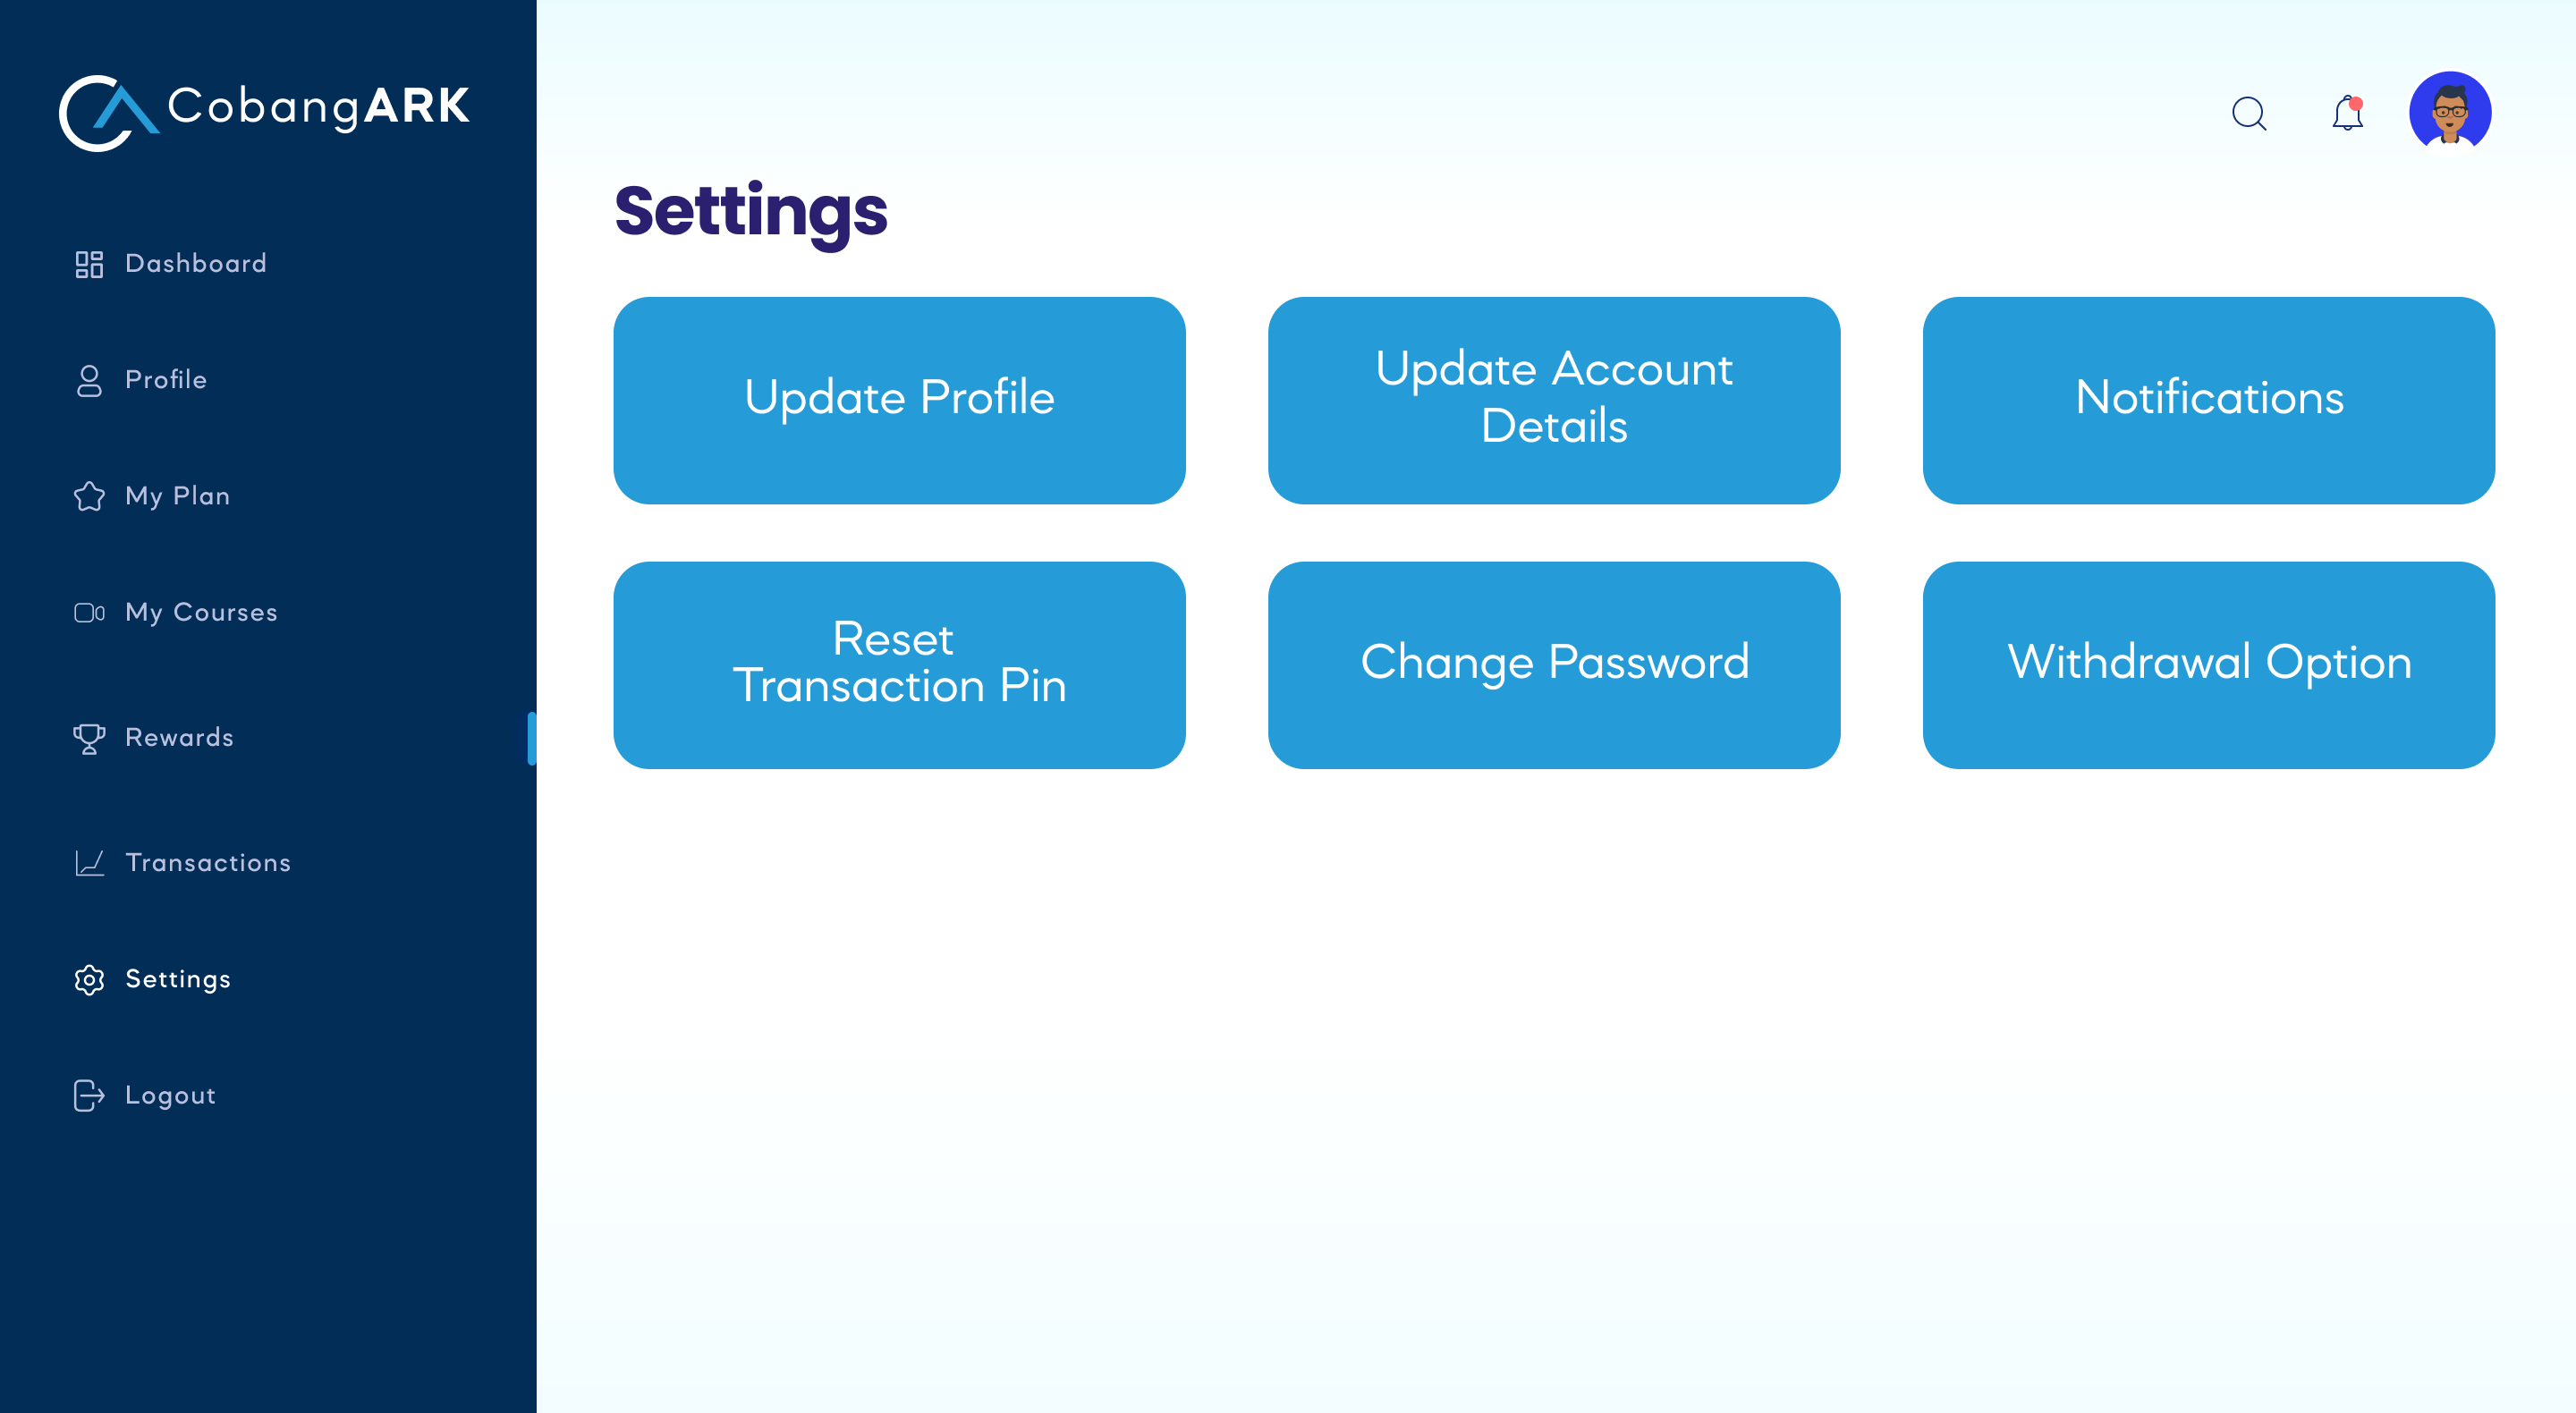 CobangARK
Dashboard
Profile
My Plan
My Courses
Rewards
Transactions
Settings
Logout
Settings
Update Profile
Update Account
Details
Notifications
Reset
Transaction Pin
Change Password
Withdrawal Option